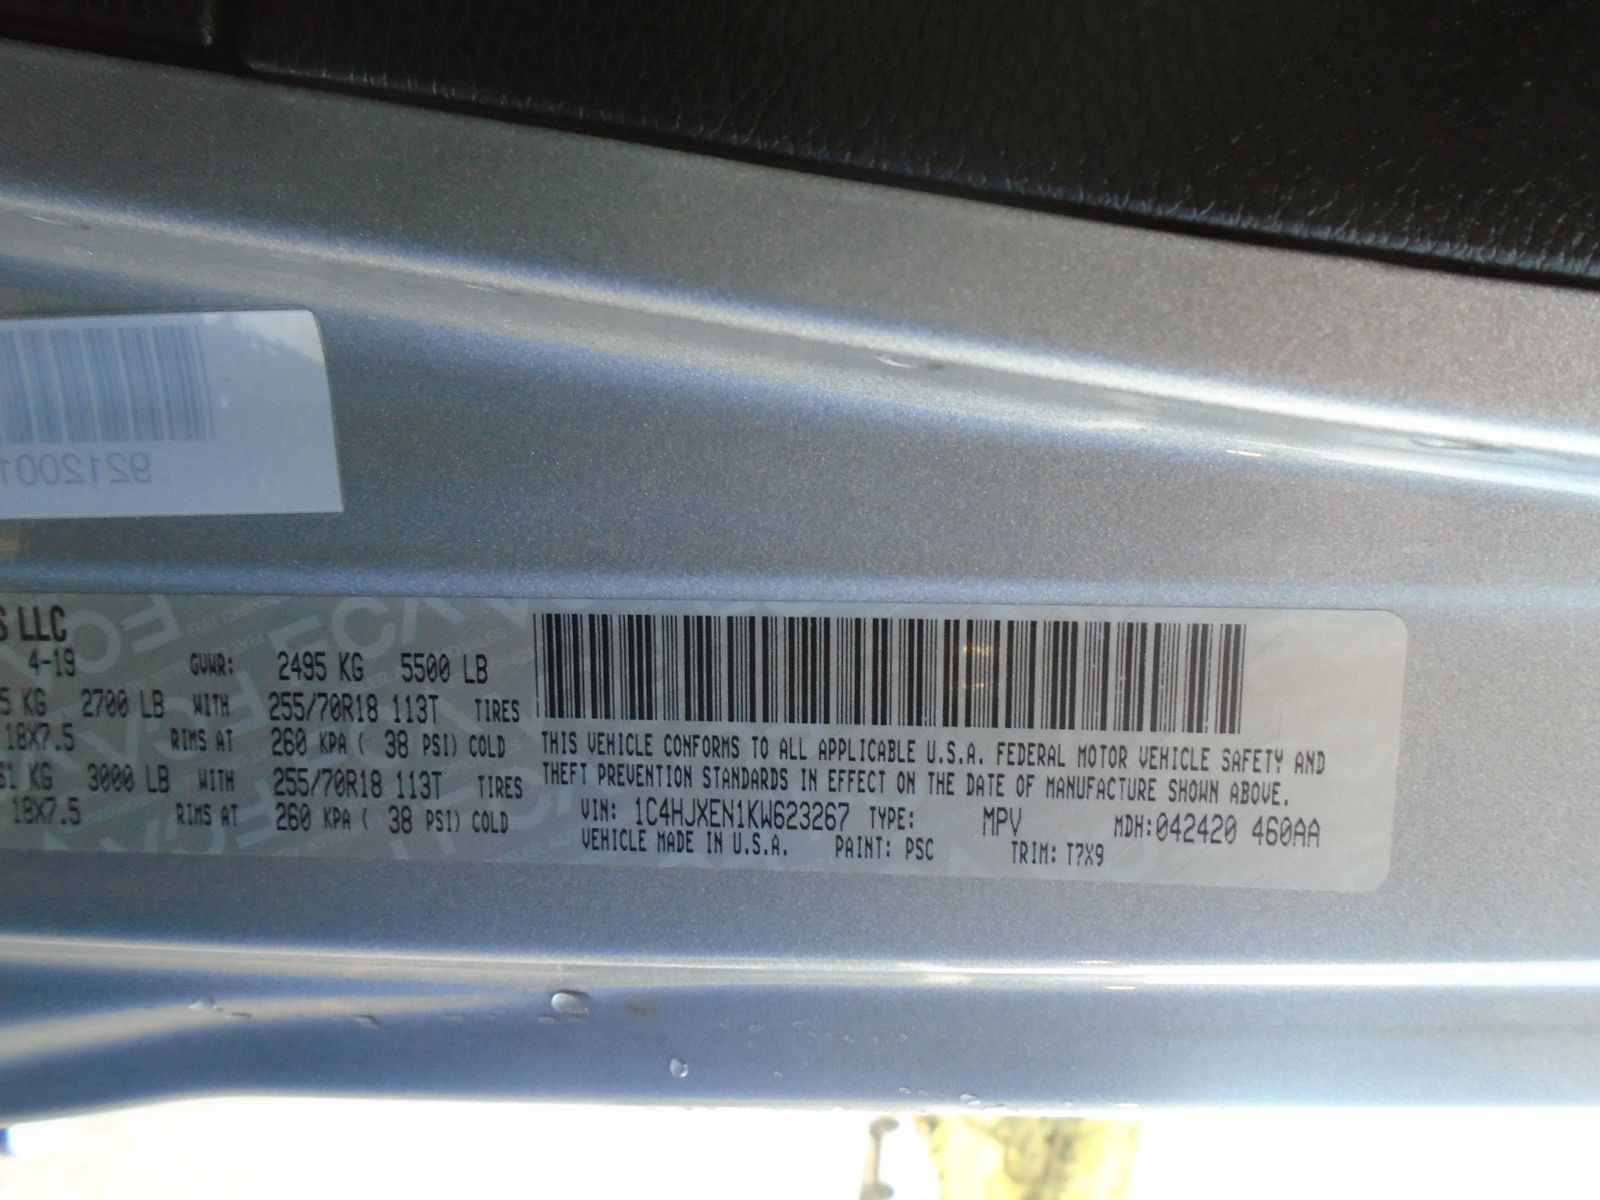 9212001
S LLC
4-19 GVWR: 2495 KG 5500 LB
5 KG 2700 LB WITH 255/70R18 113T TIRES
18X7.5 RIMS AT 260 KPA ( 38 PSI) COLD
61 KG 3000 LB WITH 255/70R18 113T TIRES
18X7.5 RIMS AT 260 KPA ( 38 PSI) COLD
THIS VEHICLE CONFORMS TO ALL APPLICABLE U.S.A. FEDERAL MOTOR VEHICLE SAFETY AND
THEFT PREVENTION STANDARDS IN EFFECT ON THE DATE OF MANUFACTURE SHOWN ABOVE.
VIN: 1C4HJXEN1KW623267 TYPE: MPV MDH:042420 460AA
VEHICLE MADE IN U.S.A. PAINT: PSC TRIM: T7X9